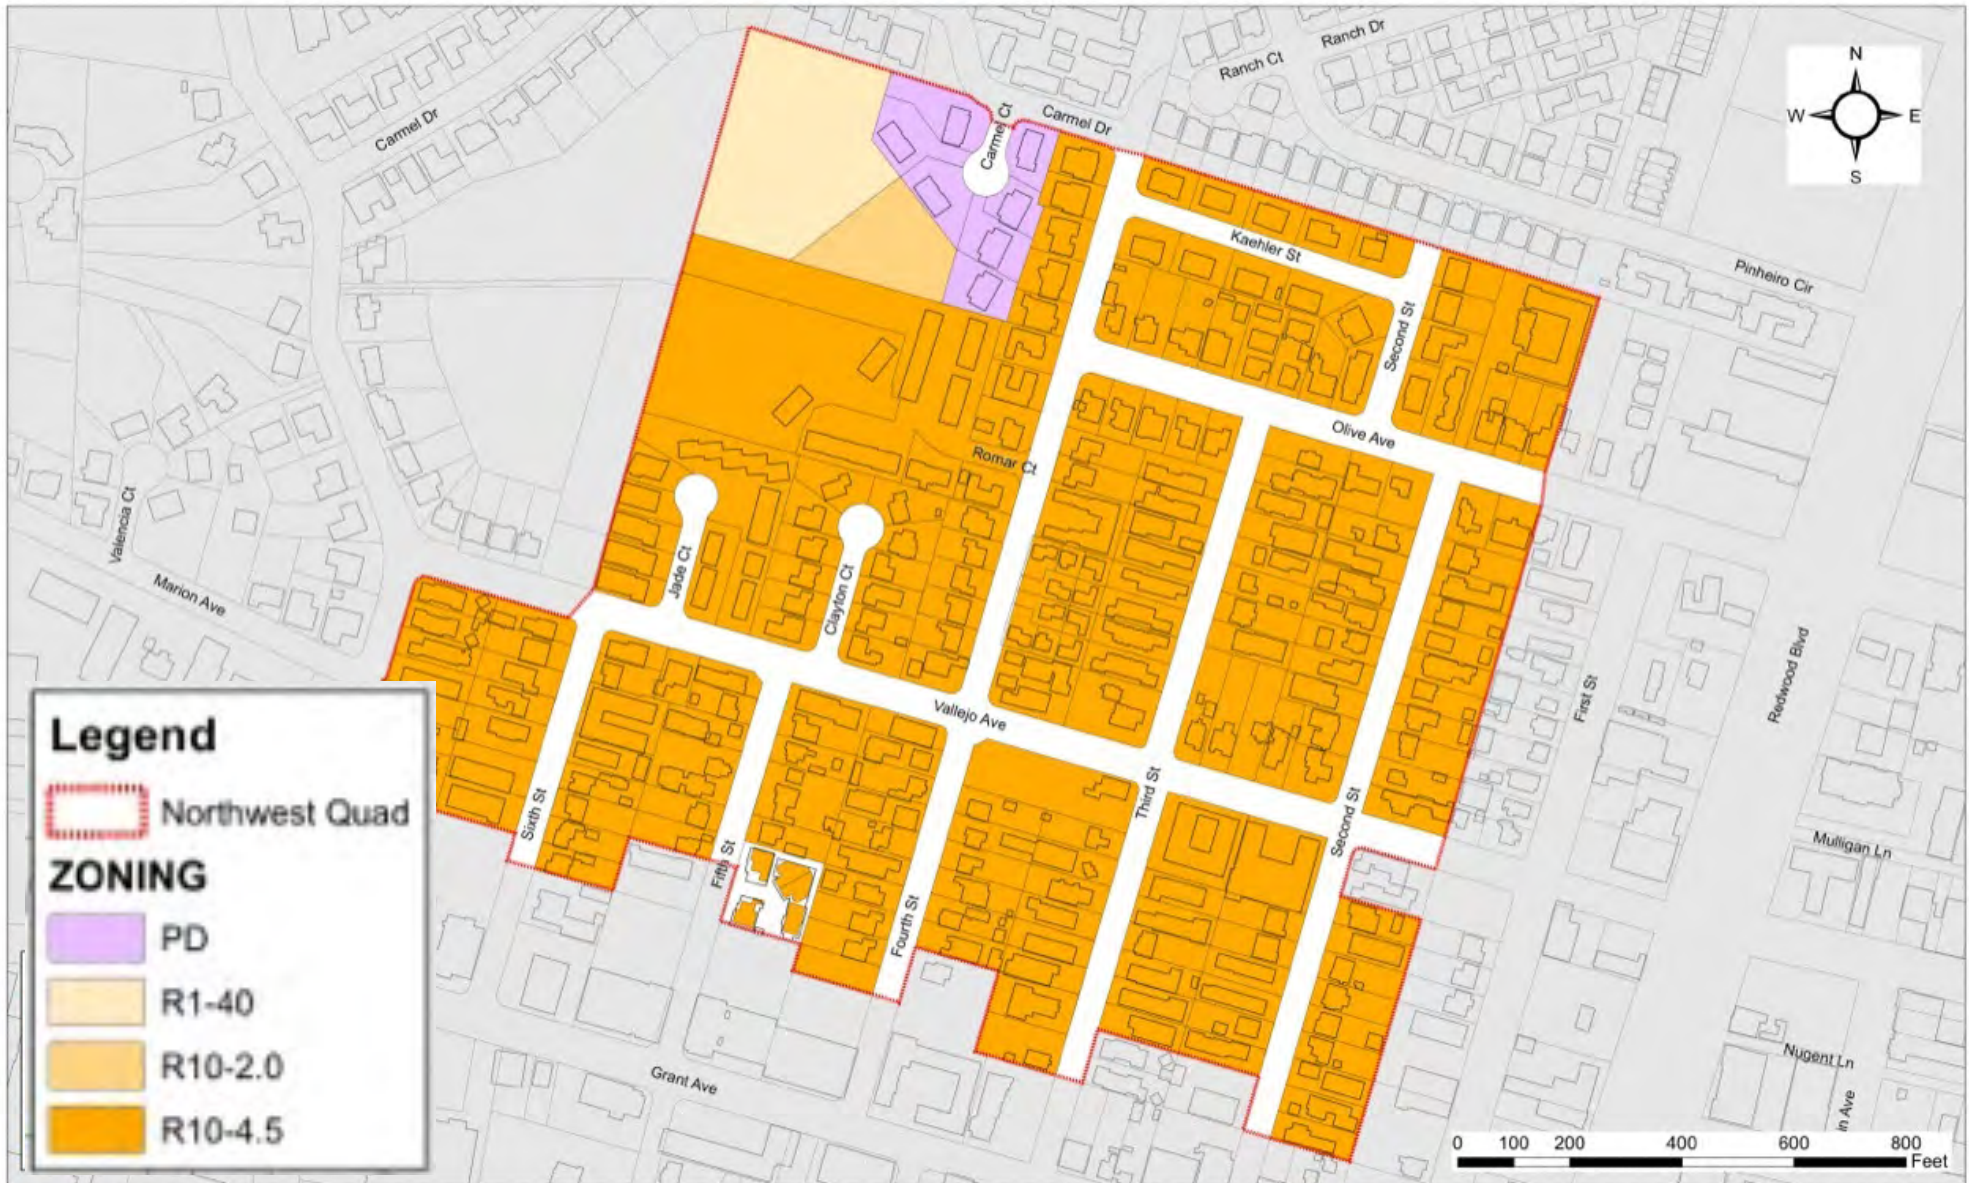 Ranch Dr
Ranch Ct
N
W
E
S
Carmel Dr
Carmel Ct
Carmel Dr
Kaehler St
Pinheiro Cir
Second St
Olive Ave
Romar Ct
Valencia Ct
Marion Ave
Jade Ct
Clayton Ct
First St
Redwood Blvd
Vallejo Ave
Third St
Second St
Sixth St
Fifth St
Fourth St
Mulligan Ln
Nugent Ln
Grant Ave
Legend
Northwest Quad
ZONING
PD
R1-40
R10-2.0
R10-4.5
0 100 200 400 600 800
Feet